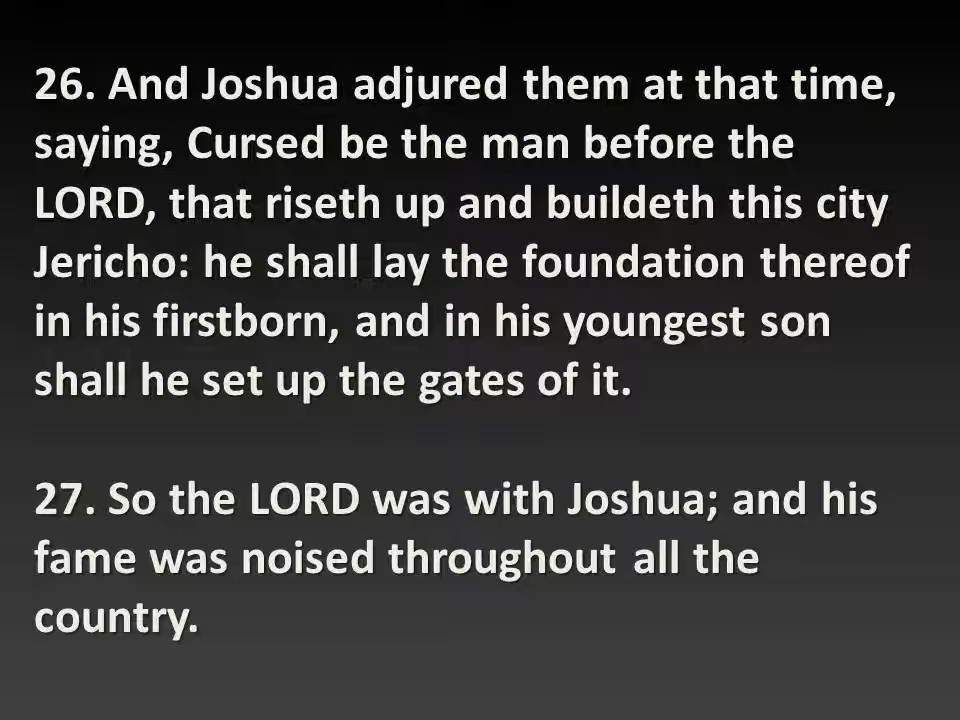 26. And Joshua adjured them at that time,
saying, Cursed be the man before the
LORD, that riseth up and buildeth this city
Jericho: he shall lay the foundation thereof
in his firstborn, and in his youngest son
shall he set up the gates of it.
27. So the LORD was with Joshua; and his
fame was noised throughout all the
country.